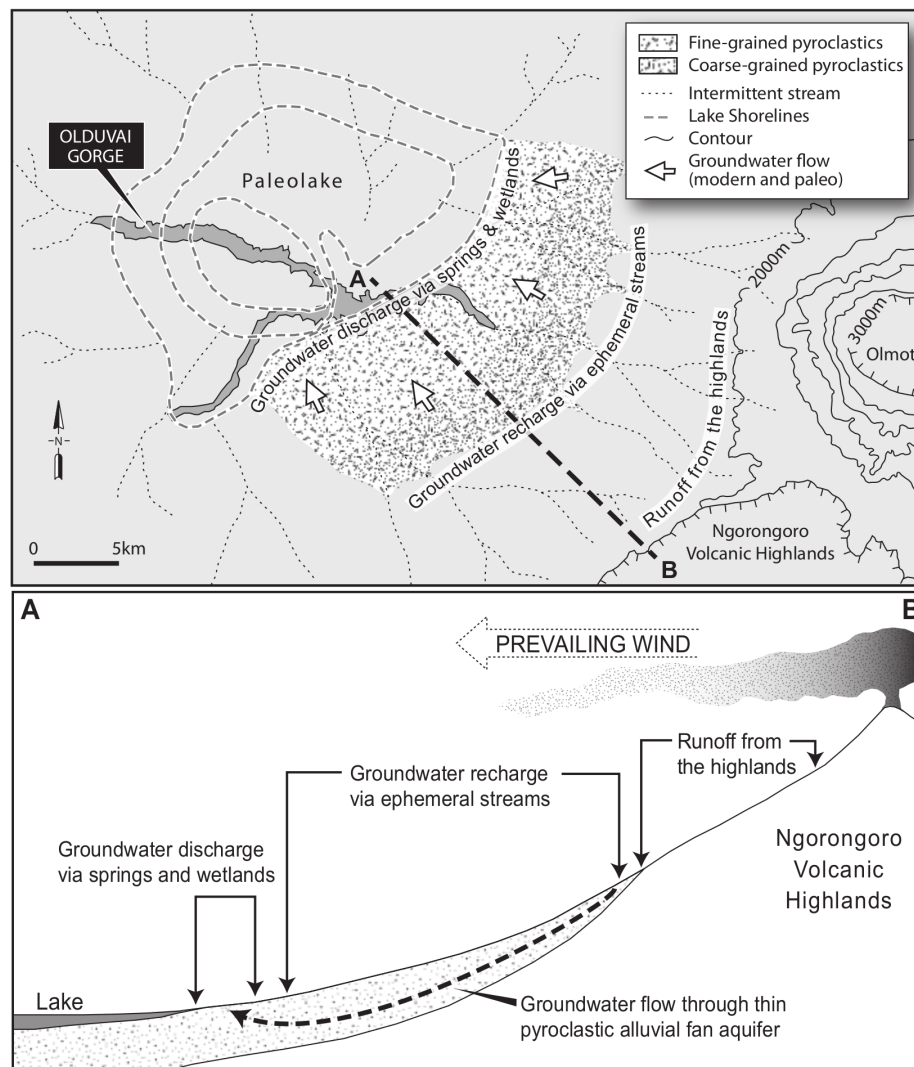 Fine-grained pyroclastics
Coarse-grained pyroclastics
Intermittent stream
Lake Shorelines
Contour
Groundwater flow
(modern and paleo)
OLDUVAI
GORGE
Paleolake
Groundwater discharge via springs & wetlands
Groundwater recharge via ephemeral streams
Runoff from the highlands
2000m
3000m
Olmot
A
B
Ngorongoro
Volcanic Highlands
N
0 5km
A
B
PREVAILING WIND
Runoff from
the highlands
Groundwater recharge
via ephemeral streams
Groundwater discharge
via springs and wetlands
Ngorongoro
Volcanic
Highlands
Lake
Groundwater flow through thin
pyroclastic alluvial fan aquifer